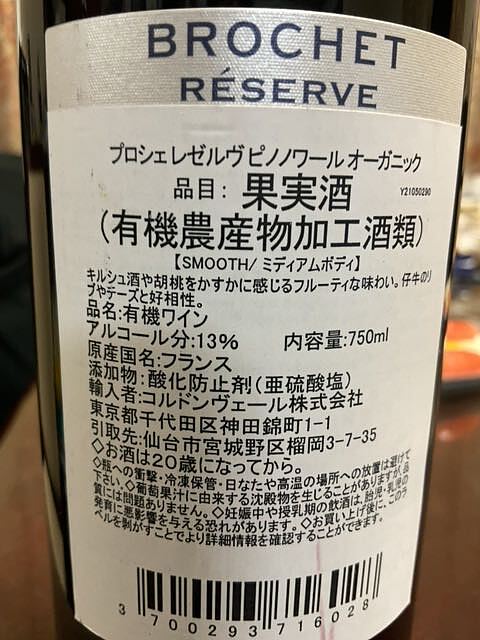 BROCHET
RÉSERVE
ブロシェ レゼルヴ ピノノワール オーガニック
品目: 果実酒
Y21050290
(有機農産物加工酒類)
【SMOOTH/ ミディアムボディ】
キルシュ酒や胡桃をかすかに感じるフルーティな味わい。仔牛のリ
ブやチーズと好相性。
品名:有機ワイン
アルコール分:13% 内容量:750ml
原産国名:フランス
添加物:酸化防止剤(亜硫酸塩)
輸入者:コルドンヴェール株式会社
東京都千代田区神田錦町1-1
引取先:仙台市宮城野区榴岡3-7-35
◇お酒は20歳になってから。
◇瓶への衝撃・冷凍保管・日なたや高温の場所への放置は避けて
下さい。◇葡萄果汁に由来する沈殿物を生じることがありますが、品
質には問題ありません。◇妊娠中や授乳期の飲酒は、胎児・乳児の
発育に悪影響を与える恐れがあります。◇お買い上げ後に、このラ
ベルを剥がすことでより詳細情報を確認することができます。
3 700293 716028